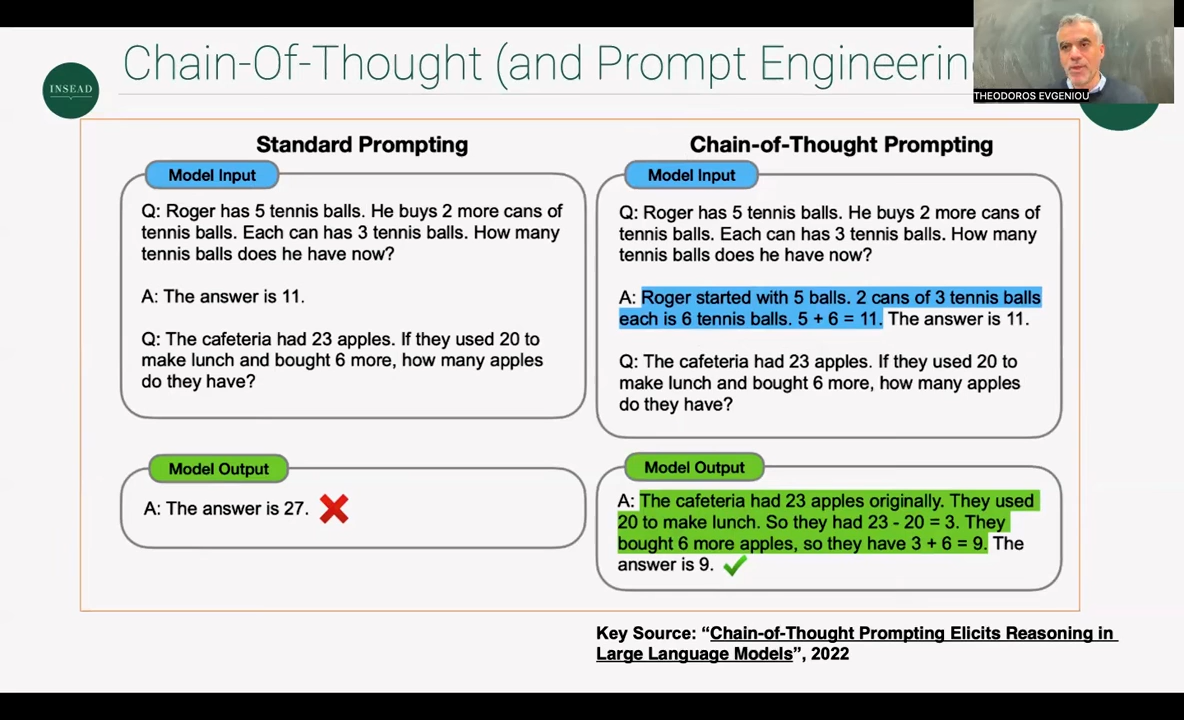 Chain-Of-Thought (and Prompt Engineerin
INSEAD
THEODOROS EVGENIOU
Standard Prompting
Model Input
Q: Roger has 5 tennis balls. He buys 2 more cans of
tennis balls. Each can has 3 tennis balls. How many
tennis balls does he have now?
A: The answer is 11.
Q: The cafeteria had 23 apples. If they used 20 to
make lunch and bought 6 more, how many apples
do they have?
Model Output
A: The answer is 27.
Chain-of-Thought Prompting
Model Input
Q: Roger has 5 tennis balls. He buys 2 more cans of
tennis balls. Each can has 3 tennis balls. How many
tennis balls does he have now?
A: Roger started with 5 balls. 2 cans of 3 tennis balls
each is 6 tennis balls. 5 + 6 = 11. The answer is 11.
Q: The cafeteria had 23 apples. If they used 20 to
make lunch and bought 6 more, how many apples
do they have?
Model Output
A: The cafeteria had 23 apples originally. They used
20 to make lunch. So they had 23 - 20 = 3. They
bought 6 more apples, so they have 3 + 6 = 9. The
answer is 9.
Key Source: “Chain-of-Thought Prompting Elicits Reasoning in
Large Language Models”, 2022